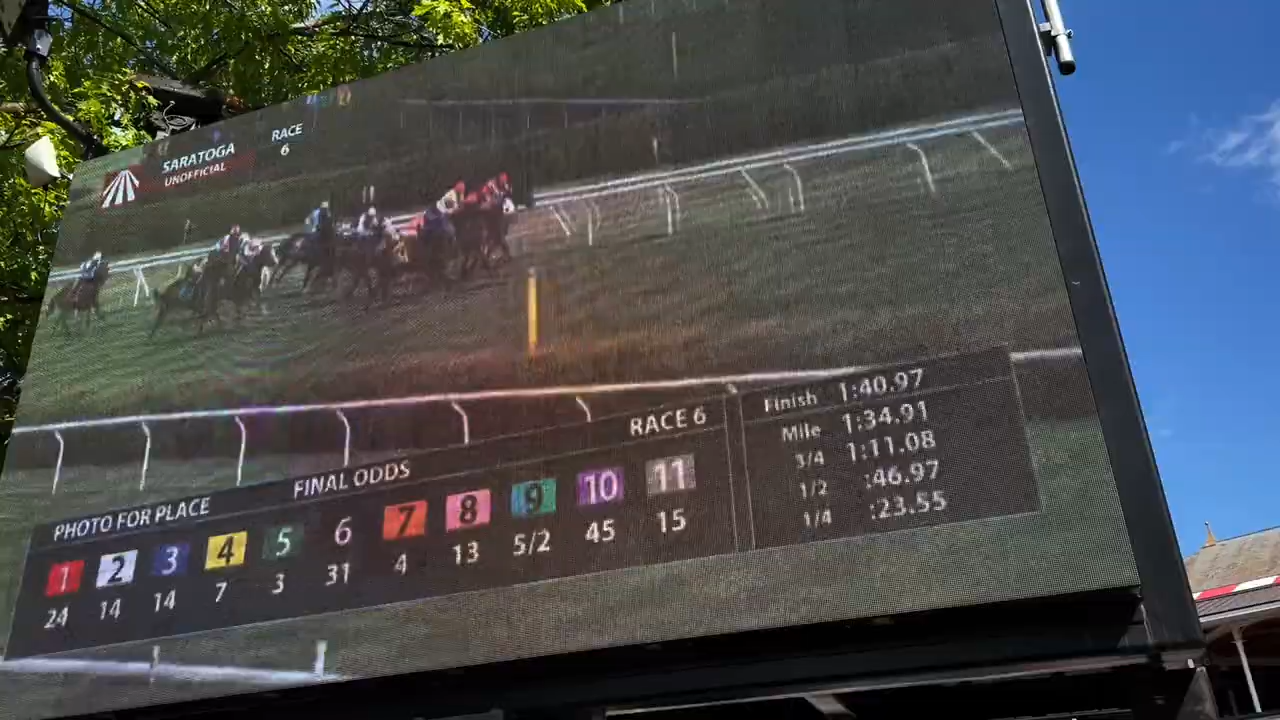 SARATOGA
UNOFFICIAL
RACE
6
PHOTO FOR PLACE FINAL ODDS RACE 6
1 2 3 4 5 6 7 8 9 10 11
24 14 14 7 3 31 4 13 5/2 45 15
Finish 1:40.97
Mile 1:34.91
3/4 1:11.08
1/2 :46.97
1/4 :23.55